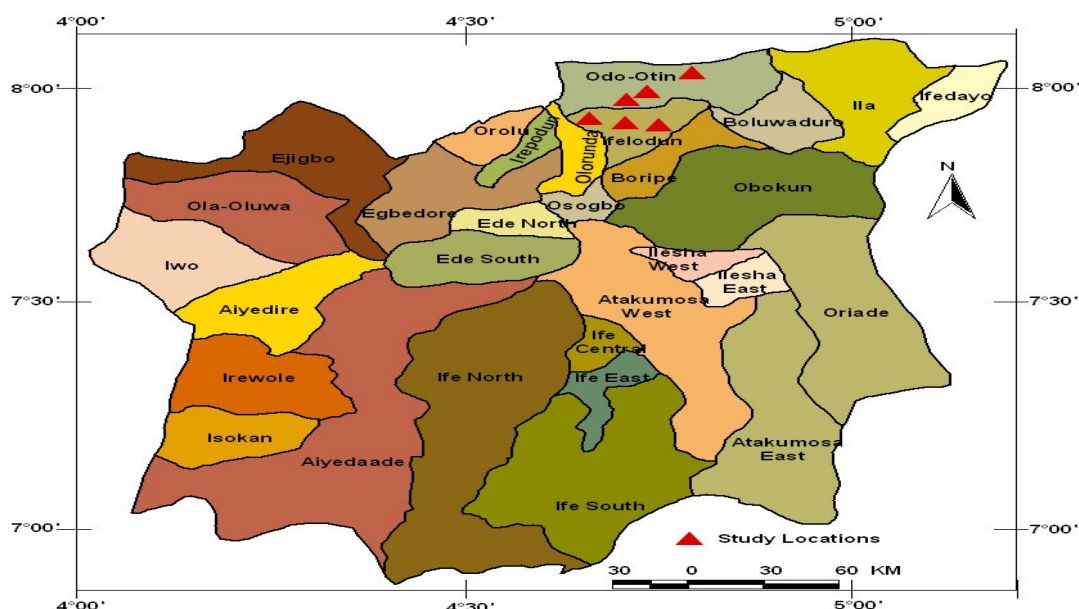 4°00' 4°30' 5°00'
8°00' 8°00'
Odo-Otin
Ila
Ifedayo
Boluwaduro
Orolu
Irepodun
Olorunda
Ifelodun
Ejigbo
Boripe
Obokun
N
Ola-Oluwa
Egbedore
Osogbo
Ede North
Iwo
Ede South
Ilesha
West
Ilesha
East
7°30' 7°30'
Aiyedire
Atakumosa
West
Oriade
Ife
Central
Irewole
Ife North
Ife East
Isokan
Aiyedaade
Atakumosa
East
Ife South
7°00' 7°00'
Study Locations
30 0 30 60 KM
4°00' 4°30' 5°00'